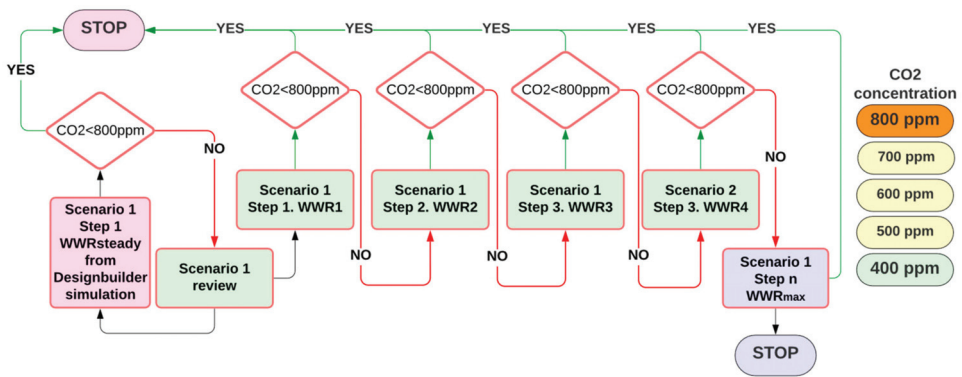 STOP
YES
YES
YES
YES
YES
YES
CO2<800ppm
CO2<800ppm
CO2<800ppm
CO2<800ppm
CO2<800ppm
NO
NO
NO
NO
NO
Scenario 1
Step 1
WWRsteady
from
Designbuilder
simulation
Scenario 1
review
Scenario 1
Step 1. WWR1
Scenario 1
Step 2. WWR2
Scenario 1
Step 3. WWR3
Scenario 2
Step 3. WWR4
Scenario 1
Step n
WWRmax
STOP
CO2
concentration
800 ppm
700 ppm
600 ppm
500 ppm
400 ppm